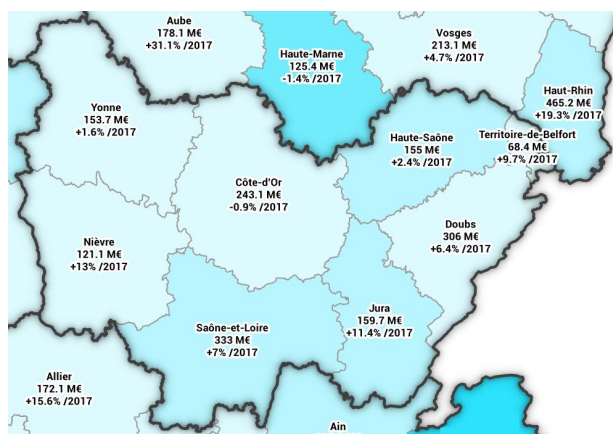 Aube
178.1 M€
+31.1% /2017
Haute-Marne
125.4 M€
-1.4% /2017
Vosges
213.1 M€
+4.7% /2017
Haut-Rhin
465.2 M€
+19.3% /2017
Yonne
153.7 M€
+1.6% /2017
Haute-Saône
155 M€
+2.4% /2017
Territoire-de-Belfort
68.4 M€
+9.7% /2017
Côte-d'Or
243.1 M€
-0.9% /2017
Doubs
306 M€
+6.4% /2017
Nièvre
121.1 M€
+13% /2017
Jura
159.7 M€
+11.4% /2017
Saône-et-Loire
333 M€
+7% /2017
Allier
172.1 M€
+15.6% /2017
Ain